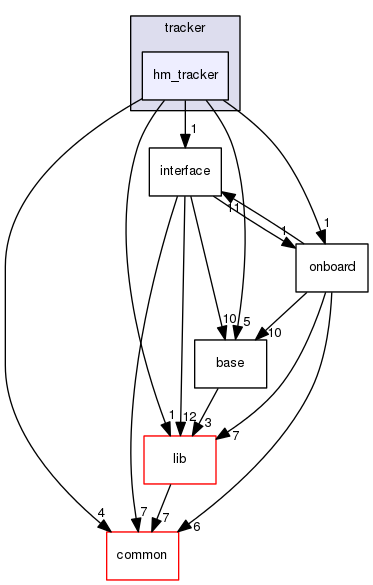 tracker
hm_tracker
1
interface
11
1
1
onboard
10
5
10
base
1
12
3
7
lib
4
7
7
6
common